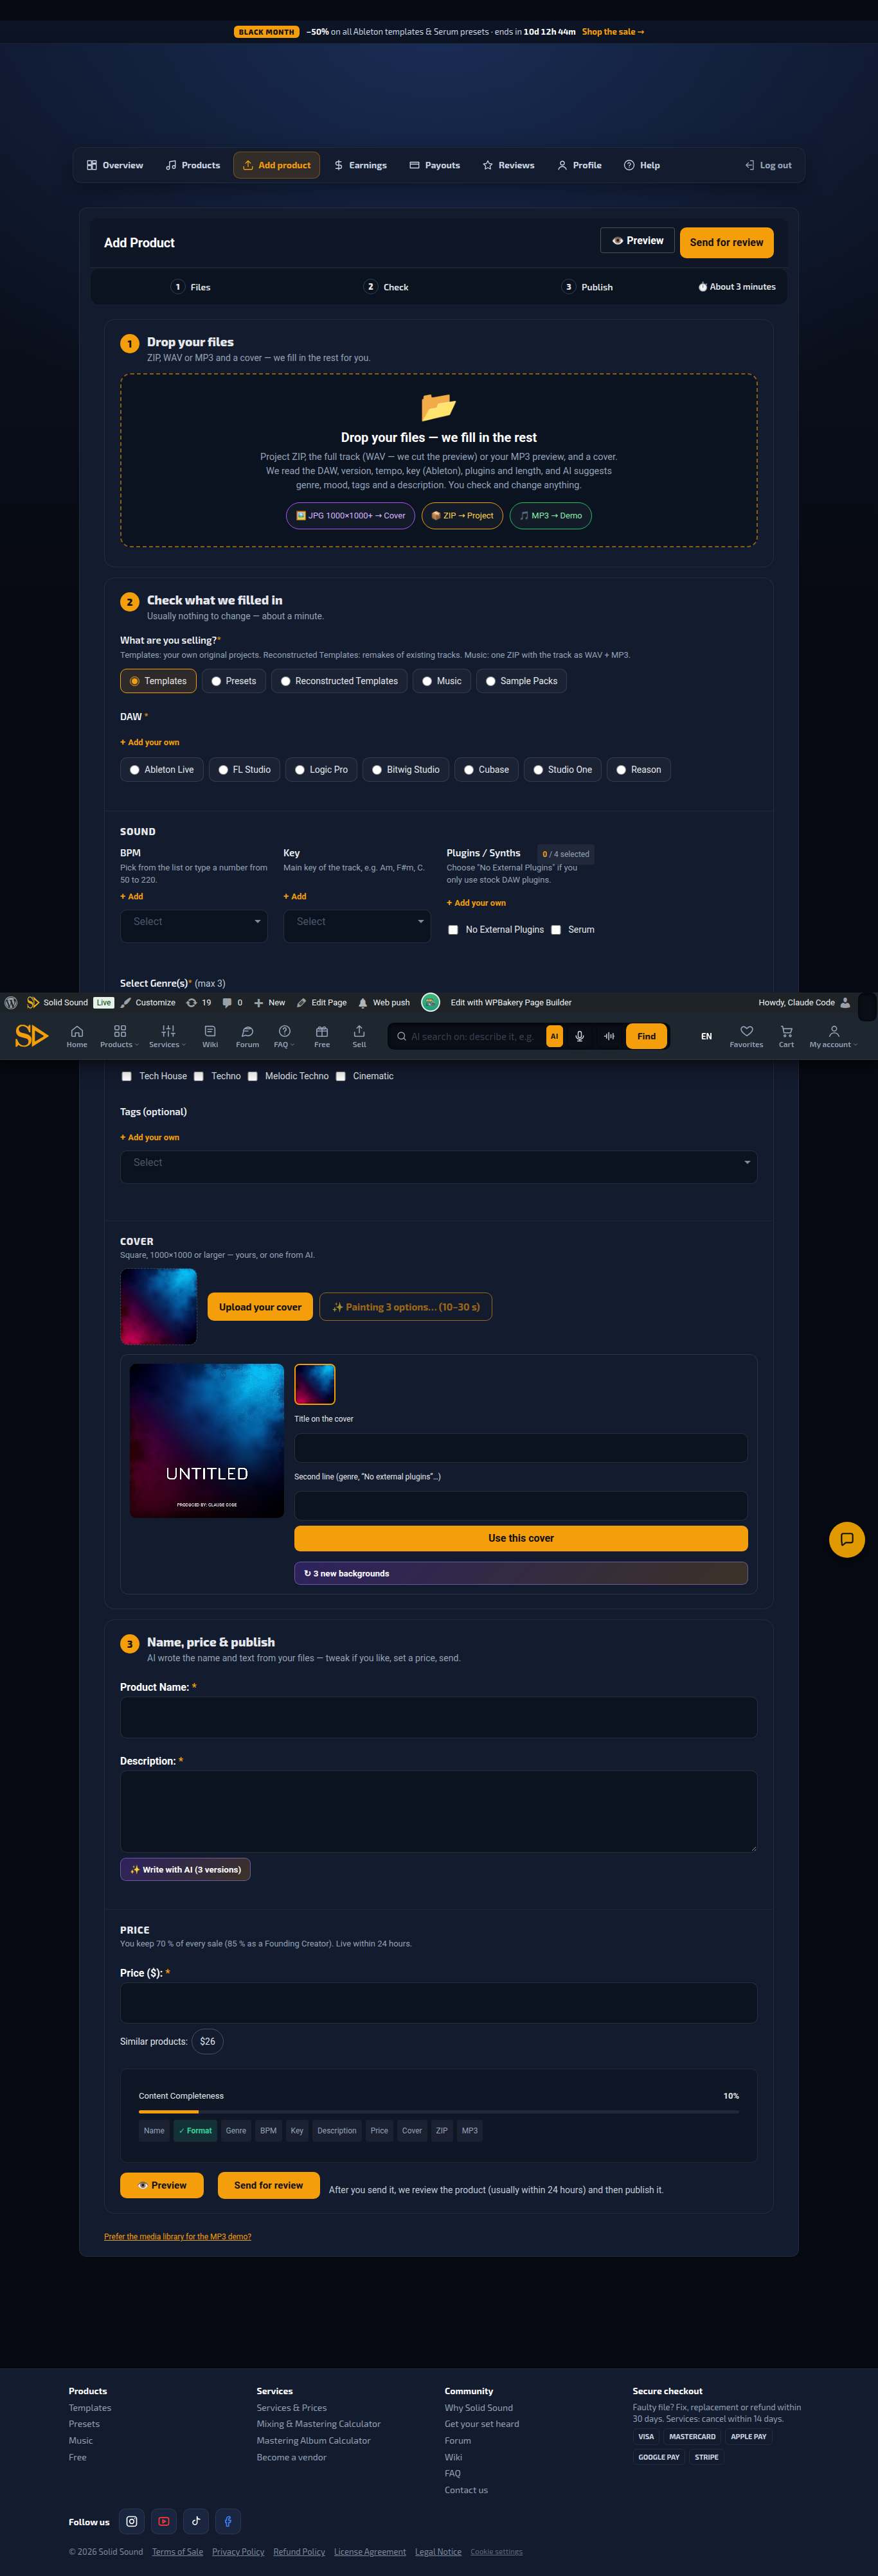 BLACK MONTH −50% on all Ableton templates & Serum presets · ends in 10d 12h 44m Shop the sale →
Overview Products Add product Earnings Payouts Reviews Profile Help Log out
Add Product
👁️ Preview Send for review
1 Files 2 Check 3 Publish ⏱️ About 3 minutes
1 Drop your files
ZIP, WAV or MP3 and a cover — we fill in the rest for you.
Drop your files — we fill in the rest
Project ZIP, the full track (WAV — we cut the preview) or your MP3 preview, and a cover.
We read the DAW, version, tempo, key (Ableton), plugins and length, and AI suggests
genre, mood, tags and a description. You check and change anything.
🖼️ JPG 1000×1000+ → Cover 📦 ZIP → Project 🎵 MP3 → Demo
2 Check what we filled in
Usually nothing to change — about a minute.
What are you selling?*
Templates: your own original projects. Reconstructed Templates: remakes of existing tracks. Music: one ZIP with the track as WAV + MP3.
Templates Presets Reconstructed Templates Music Sample Packs
DAW *
+ Add your own
Ableton Live FL Studio Logic Pro Bitwig Studio Cubase Studio One Reason
SOUND
BPM
Pick from the list or type a number from
50 to 220.
+ Add
Select
Key
Main key of the track, e.g. Am, F#m, C.
+ Add
Select
Plugins / Synths 0 / 4 selected
Choose "No External Plugins" if you
only use stock DAW plugins.
+ Add your own
No External Plugins Serum
Select Genre(s)* (max 3)
Solid Sound Live Customize 19 0 New Edit Page Web push Edit with WPBakery Page Builder Howdy, Claude Code
Home Products Services Wiki Forum FAQ Free Sell AI search on: describe it, e.g. AI Find EN Favorites Cart My account
Tech House Techno Melodic Techno Cinematic
Tags (optional)
+ Add your own
Select
COVER
Square, 1000×1000 or larger — yours, or one from AI.
Upload your cover ✨ Painting 3 options… (10–30 s)
UNTITLED
PRODUCED BY: CLAUDE CODE
Title on the cover
Second line (genre, "No external plugins"…)
Use this cover
↻ 3 new backgrounds
3 Name, price & publish
AI wrote the name and text from your files — tweak if you like, set a price, send.
Product Name: *
Description: *
✨ Write with AI (3 versions)
PRICE
You keep 70 % of every sale (85 % as a Founding Creator). Live within 24 hours.
Price ($): *
Similar products: $26
Content Completeness 10%
Name ✓ Format Genre BPM Key Description Price Cover ZIP MP3
👁️ Preview Send for review After you send it, we review the product (usually within 24 hours) and then publish it.
Prefer the media library for the MP3 demo?
Products
Templates
Presets
Music
Free
Services
Services & Prices
Mixing & Mastering Calculator
Mastering Album Calculator
Become a vendor
Community
Why Solid Sound
Get your set heard
Forum
Wiki
FAQ
Contact us
Secure checkout
Faulty file? Fix, replacement or refund within
30 days. Services: cancel within 14 days.
VISA MASTERCARD APPLE PAY
GOOGLE PAY STRIPE
Follow us
© 2026 Solid Sound Terms of Sale Privacy Policy Refund Policy License Agreement Legal Notice Cookie settings